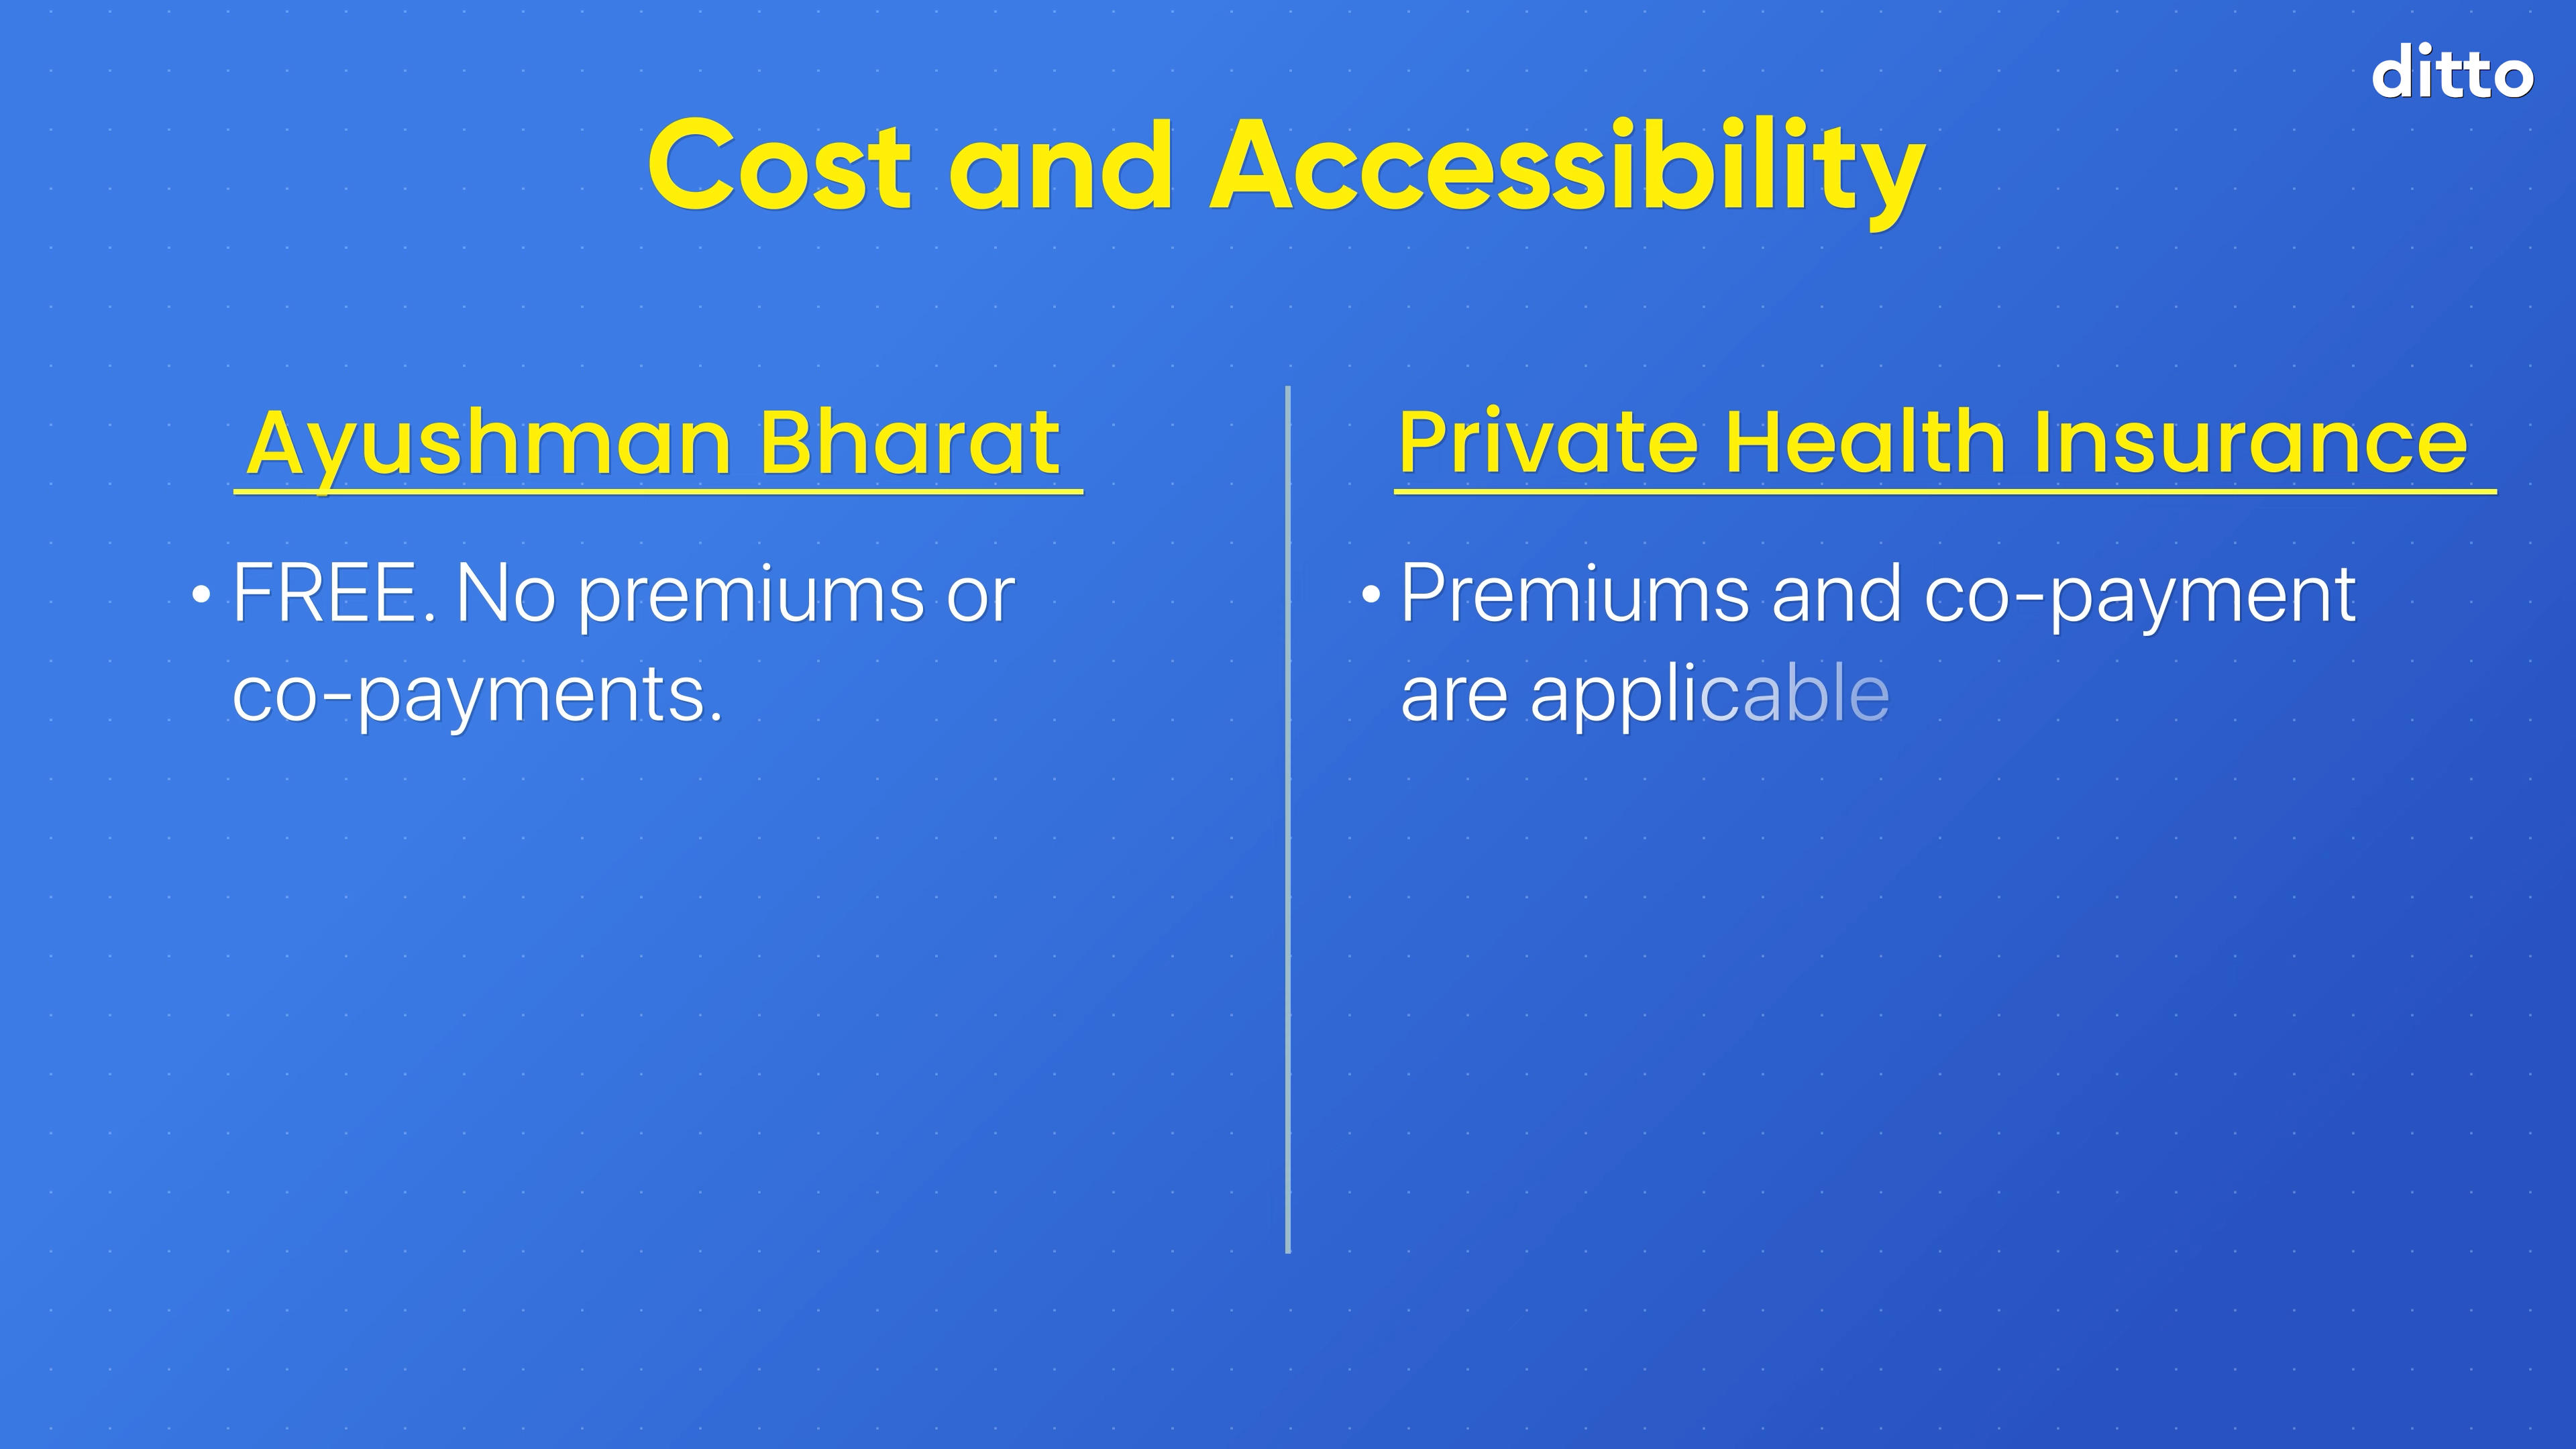 ditto
Cost and Accessibility
Ayushman Bharat
• FREE. No premiums or
co-payments.
Private Health Insurance
• Premiums and co-payment
are applicable